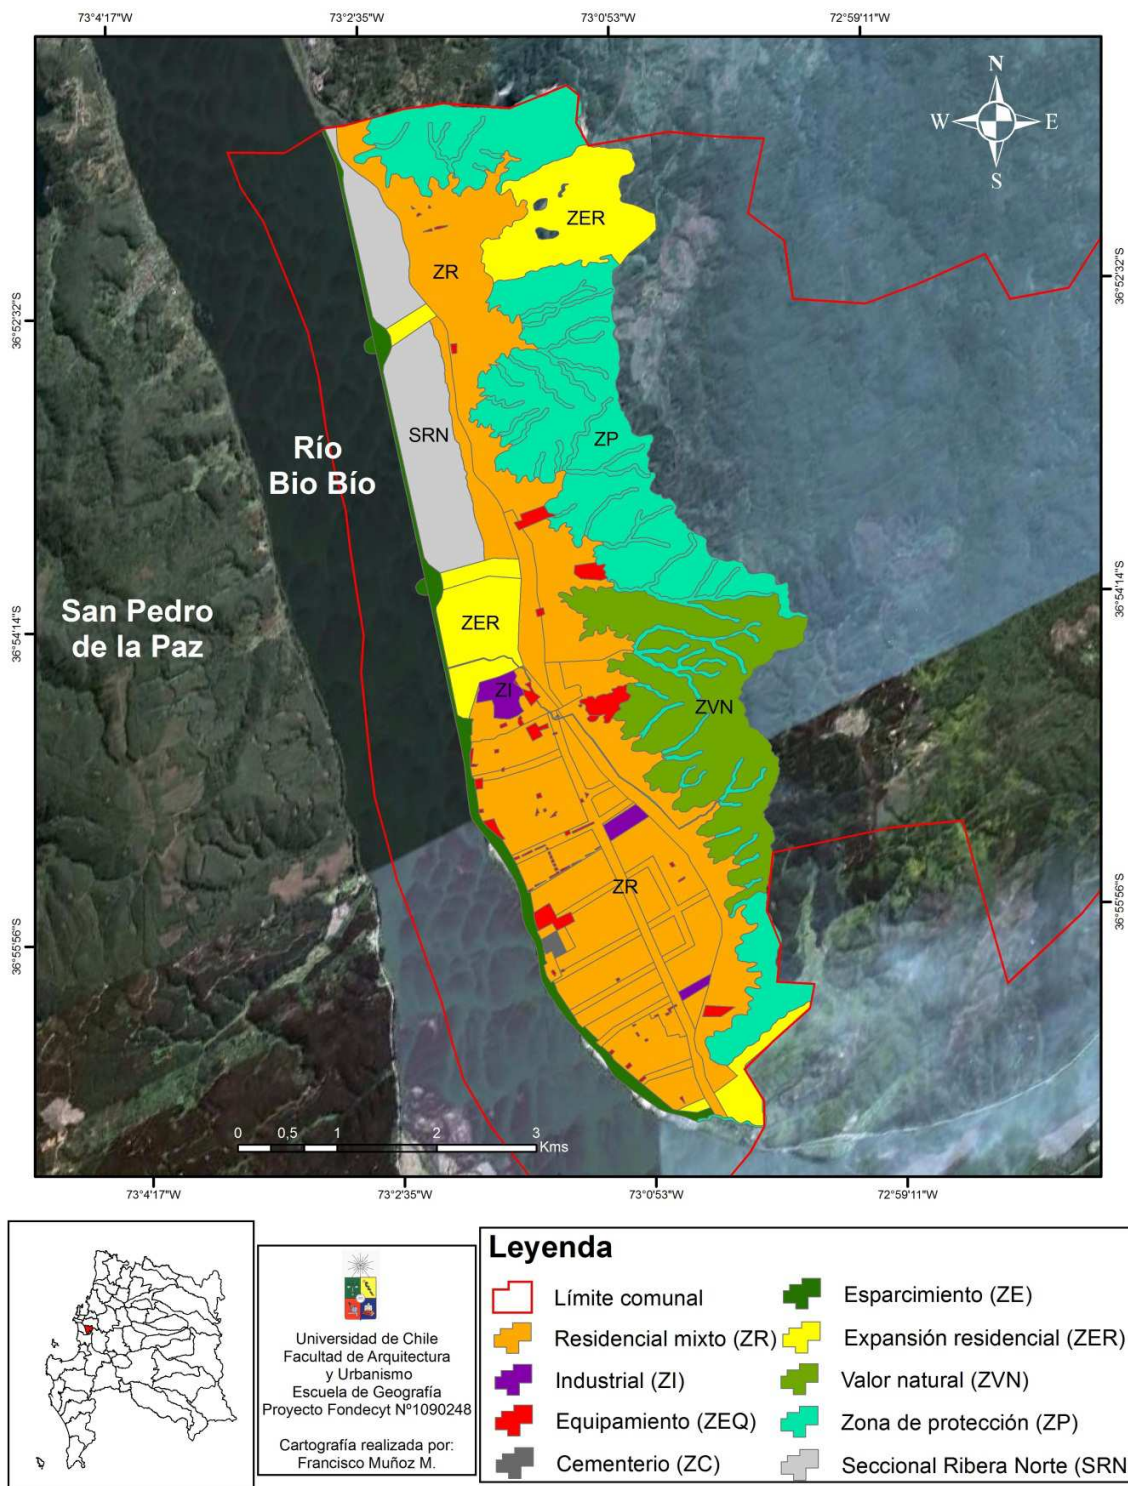 73°4'17"W
73°2'35"W
73°0'53"W
72°59'11"W
N
W
E
S
36°52'32"S
36°52'32"S
36°54'14"S
36°54'14"S
36°55'56"S
36°55'56"S
ZER
ZR
SRN
ZP
Río
Bio Bío
San Pedro
de la Paz
ZER
ZI
ZVN
ZR
0 0,5 1 2 3
Kms
73°4'17"W
73°2'35"W
73°0'53"W
72°59'11"W
Universidad de Chile
Facultad de Arquitectura
y Urbanismo
Escuela de Geografía
Proyecto Fondecyt Nº1090248
Cartografía realizada por:
Francisco Muñoz M.
Leyenda
Límite comunal
Residencial mixto (ZR)
Industrial (ZI)
Equipamiento (ZEQ)
Cementerio (ZC)
Esparcimiento (ZE)
Expansión residencial (ZER)
Valor natural (ZVN)
Zona de protección (ZP)
Seccional Ribera Norte (SRN